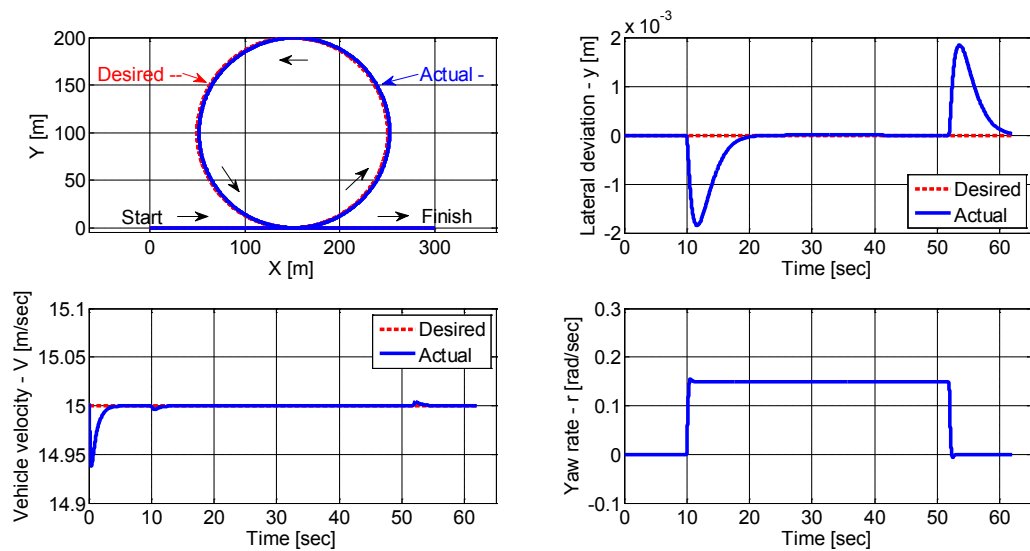 200
150
100
50
0
Y [m]
Desired --
Actual -
Start
Finish
0
100
200
300
X [m]
x 10-3
2
1
0
-1
-2
Lateral deviation - y [m]
Desired
Actual
0
10
20
30
40
50
60
Time [sec]
15.1
15.05
15
14.95
14.9
Vehicle velocity - V [m/sec]
Desired
Actual
0
10
20
30
40
50
60
Time [sec]
0.3
0.2
0.1
0
-0.1
Yaw rate - r [rad/sec]
0
10
20
30
40
50
60
Time [sec]